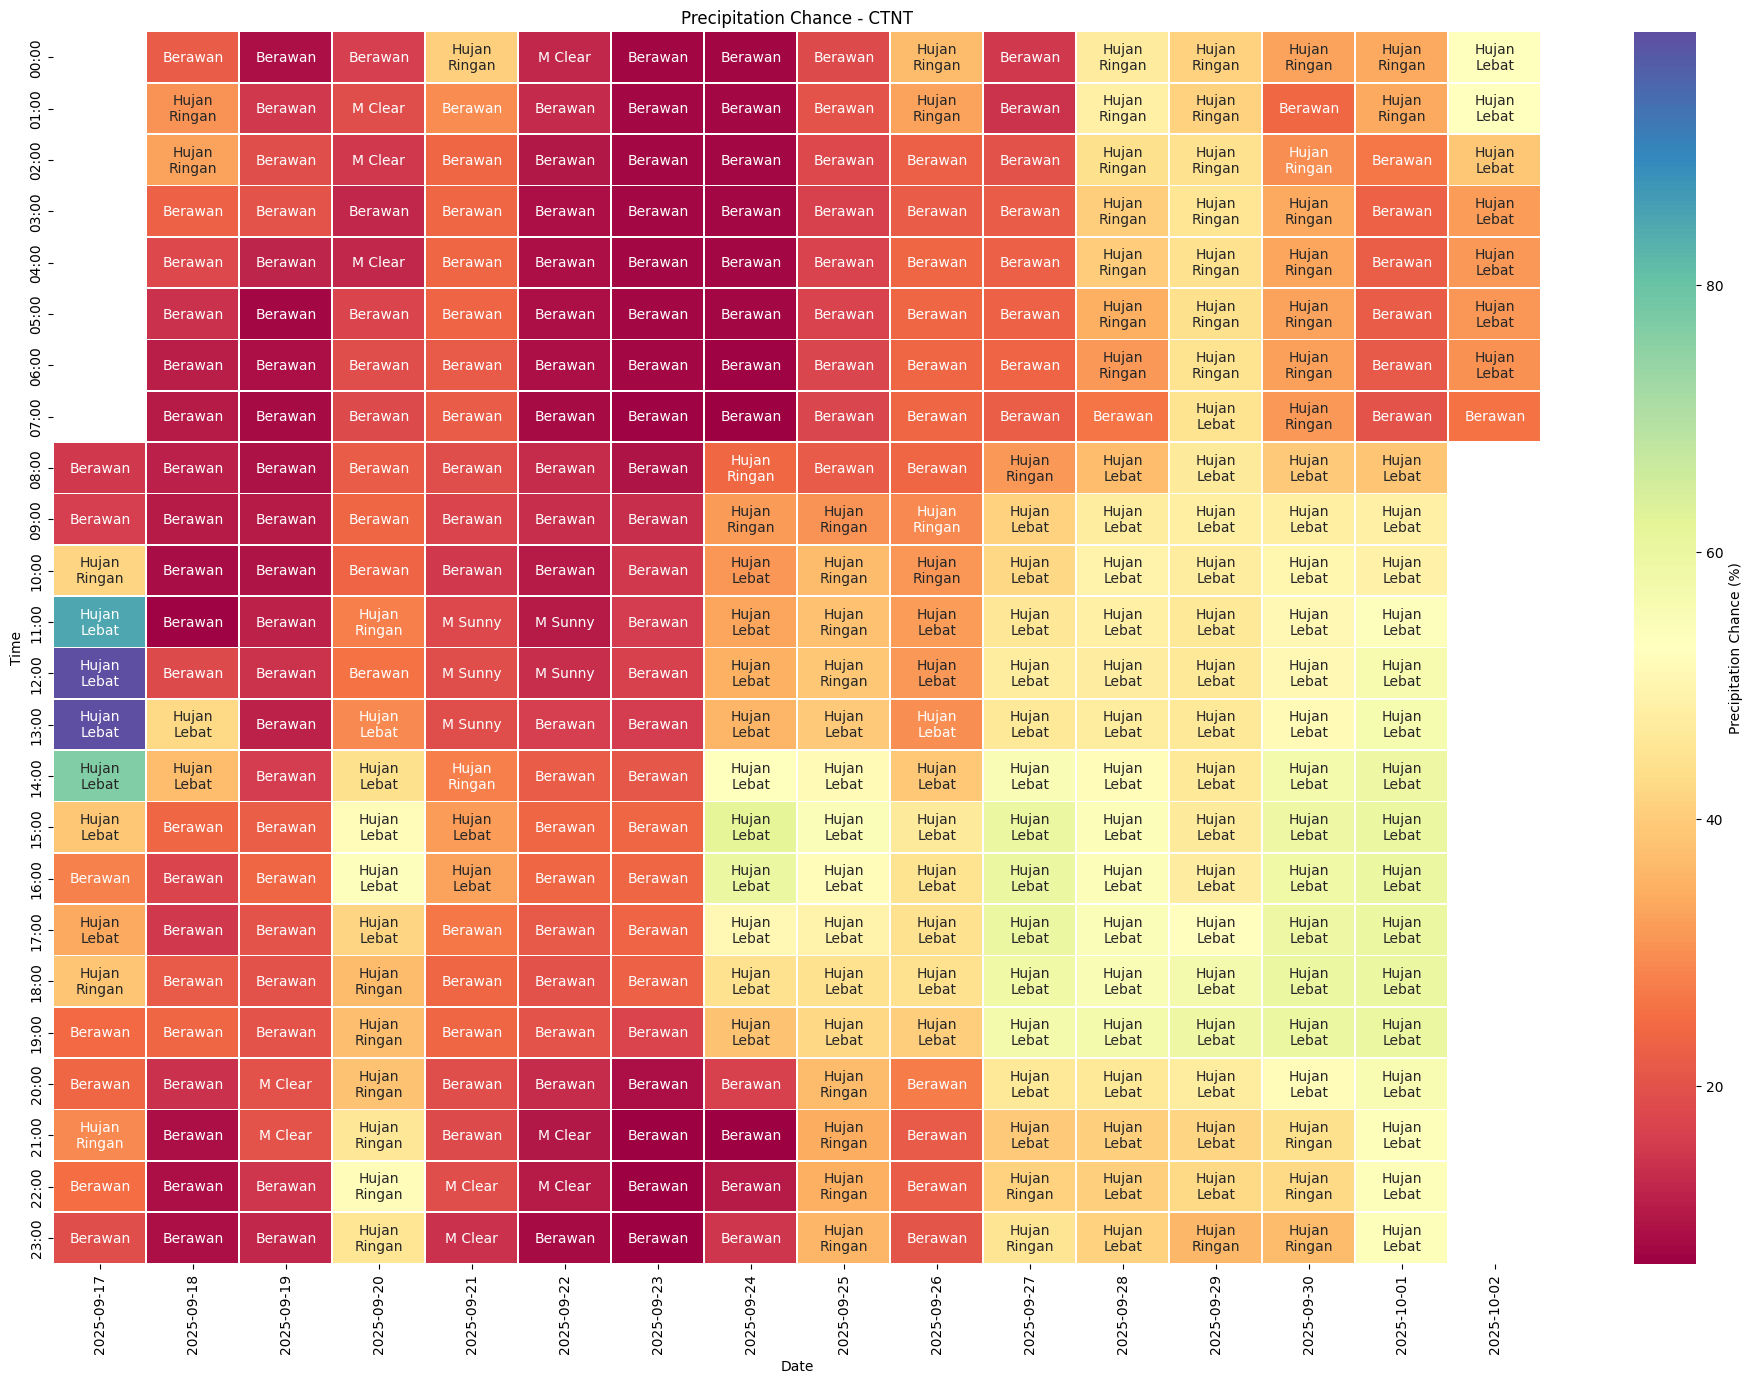 Precipitation Chance - CTNT
00:00 Berawan Berawan Berawan Hujan Ringan M Clear Berawan Berawan Berawan Hujan Ringan Berawan Hujan Ringan Hujan Ringan Hujan Ringan Hujan Ringan Hujan Lebat
01:00 Hujan Ringan Berawan M Clear Berawan Berawan Berawan Berawan Berawan Hujan Ringan Berawan Hujan Ringan Hujan Ringan Berawan Hujan Ringan Hujan Lebat
02:00 Hujan Ringan Berawan M Clear Berawan Berawan Berawan Berawan Berawan Berawan Berawan Hujan Ringan Hujan Ringan Hujan Ringan Berawan Hujan Lebat
03:00 Berawan Berawan Berawan Berawan Berawan Berawan Berawan Berawan Berawan Berawan Hujan Ringan Hujan Ringan Hujan Ringan Berawan Hujan Lebat
04:00 Berawan Berawan M Clear Berawan Berawan Berawan Berawan Berawan Berawan Berawan Hujan Ringan Hujan Ringan Hujan Ringan Berawan Hujan Lebat
05:00 Berawan Berawan Berawan Berawan Berawan Berawan Berawan Berawan Berawan Berawan Hujan Ringan Hujan Ringan Hujan Ringan Berawan Hujan Lebat
06:00 Berawan Berawan Berawan Berawan Berawan Berawan Berawan Berawan Berawan Berawan Hujan Ringan Hujan Ringan Hujan Ringan Berawan Hujan Lebat
07:00 Berawan Berawan Berawan Berawan Berawan Berawan Berawan Berawan Berawan Berawan Berawan Hujan Lebat Hujan Ringan Berawan Berawan
08:00 Berawan Berawan Berawan Berawan Berawan Berawan Berawan Hujan Ringan Berawan Berawan Hujan Ringan Hujan Lebat Hujan Lebat Hujan Lebat Hujan Lebat
09:00 Berawan Berawan Berawan Berawan Berawan Berawan Berawan Hujan Ringan Hujan Ringan Hujan Ringan Hujan Lebat Hujan Lebat Hujan Lebat Hujan Lebat Hujan Lebat
10:00 Hujan Ringan Berawan Berawan Berawan Berawan Berawan Berawan Hujan Lebat Hujan Ringan Hujan Ringan Hujan Lebat Hujan Lebat Hujan Lebat Hujan Lebat Hujan Lebat
11:00 Hujan Lebat Berawan Berawan Hujan Ringan M Sunny M Sunny Berawan Hujan Lebat Hujan Ringan Hujan Lebat Hujan Lebat Hujan Lebat Hujan Lebat Hujan Lebat Hujan Lebat
12:00 Hujan Lebat Berawan Berawan Berawan M Sunny M Sunny Berawan Hujan Lebat Hujan Ringan Hujan Lebat Hujan Lebat Hujan Lebat Hujan Lebat Hujan Lebat Hujan Lebat
13:00 Hujan Lebat Hujan Lebat Berawan Hujan Lebat M Sunny Berawan Berawan Hujan Lebat Hujan Lebat Hujan Lebat Hujan Lebat Hujan Lebat Hujan Lebat Hujan Lebat Hujan Lebat
14:00 Hujan Lebat Hujan Lebat Berawan Hujan Lebat Hujan Ringan Berawan Berawan Hujan Lebat Hujan Lebat Hujan Lebat Hujan Lebat Hujan Lebat Hujan Lebat Hujan Lebat Hujan Lebat
15:00 Hujan Lebat Berawan Berawan Hujan Lebat Hujan Lebat Berawan Berawan Hujan Lebat Hujan Lebat Hujan Lebat Hujan Lebat Hujan Lebat Hujan Lebat Hujan Lebat Hujan Lebat
16:00 Berawan Berawan Berawan Hujan Lebat Hujan Lebat Berawan Berawan Hujan Lebat Hujan Lebat Hujan Lebat Hujan Lebat Hujan Lebat Hujan Lebat Hujan Lebat Hujan Lebat
17:00 Hujan Lebat Berawan Berawan Hujan Lebat Berawan Berawan Berawan Hujan Lebat Hujan Lebat Hujan Lebat Hujan Lebat Hujan Lebat Hujan Lebat Hujan Lebat Hujan Lebat
18:00 Hujan Ringan Berawan Berawan Hujan Ringan Berawan Berawan Berawan Hujan Lebat Hujan Lebat Hujan Lebat Hujan Lebat Hujan Lebat Hujan Lebat Hujan Lebat Hujan Lebat
19:00 Berawan Berawan Berawan Hujan Ringan Berawan Berawan Berawan Hujan Lebat Hujan Lebat Hujan Lebat Hujan Lebat Hujan Lebat Hujan Lebat Hujan Lebat Hujan Lebat
20:00 Berawan Berawan M Clear Hujan Ringan Berawan Berawan Berawan Berawan Hujan Ringan Berawan Hujan Lebat Hujan Lebat Hujan Lebat Hujan Lebat Hujan Lebat
21:00 Hujan Ringan Berawan M Clear Hujan Ringan Berawan M Clear Berawan Berawan Hujan Ringan Berawan Hujan Lebat Hujan Lebat Hujan Lebat Hujan Ringan Hujan Lebat
22:00 Berawan Berawan Berawan Hujan Ringan M Clear M Clear Berawan Berawan Hujan Ringan Berawan Hujan Ringan Hujan Lebat Hujan Lebat Hujan Ringan Hujan Lebat
23:00 Berawan Berawan Berawan Hujan Ringan M Clear Berawan Berawan Berawan Hujan Ringan Berawan Hujan Ringan Hujan Lebat Hujan Ringan Hujan Ringan Hujan Lebat
Time
2025-09-17 2025-09-18 2025-09-19 2025-09-20 2025-09-21 2025-09-22 2025-09-23 2025-09-24 2025-09-25 2025-09-26 2025-09-27 2025-09-28 2025-09-29 2025-09-30 2025-10-01 2025-10-02
Date
80
60
40
20
Precipitation Chance (%)